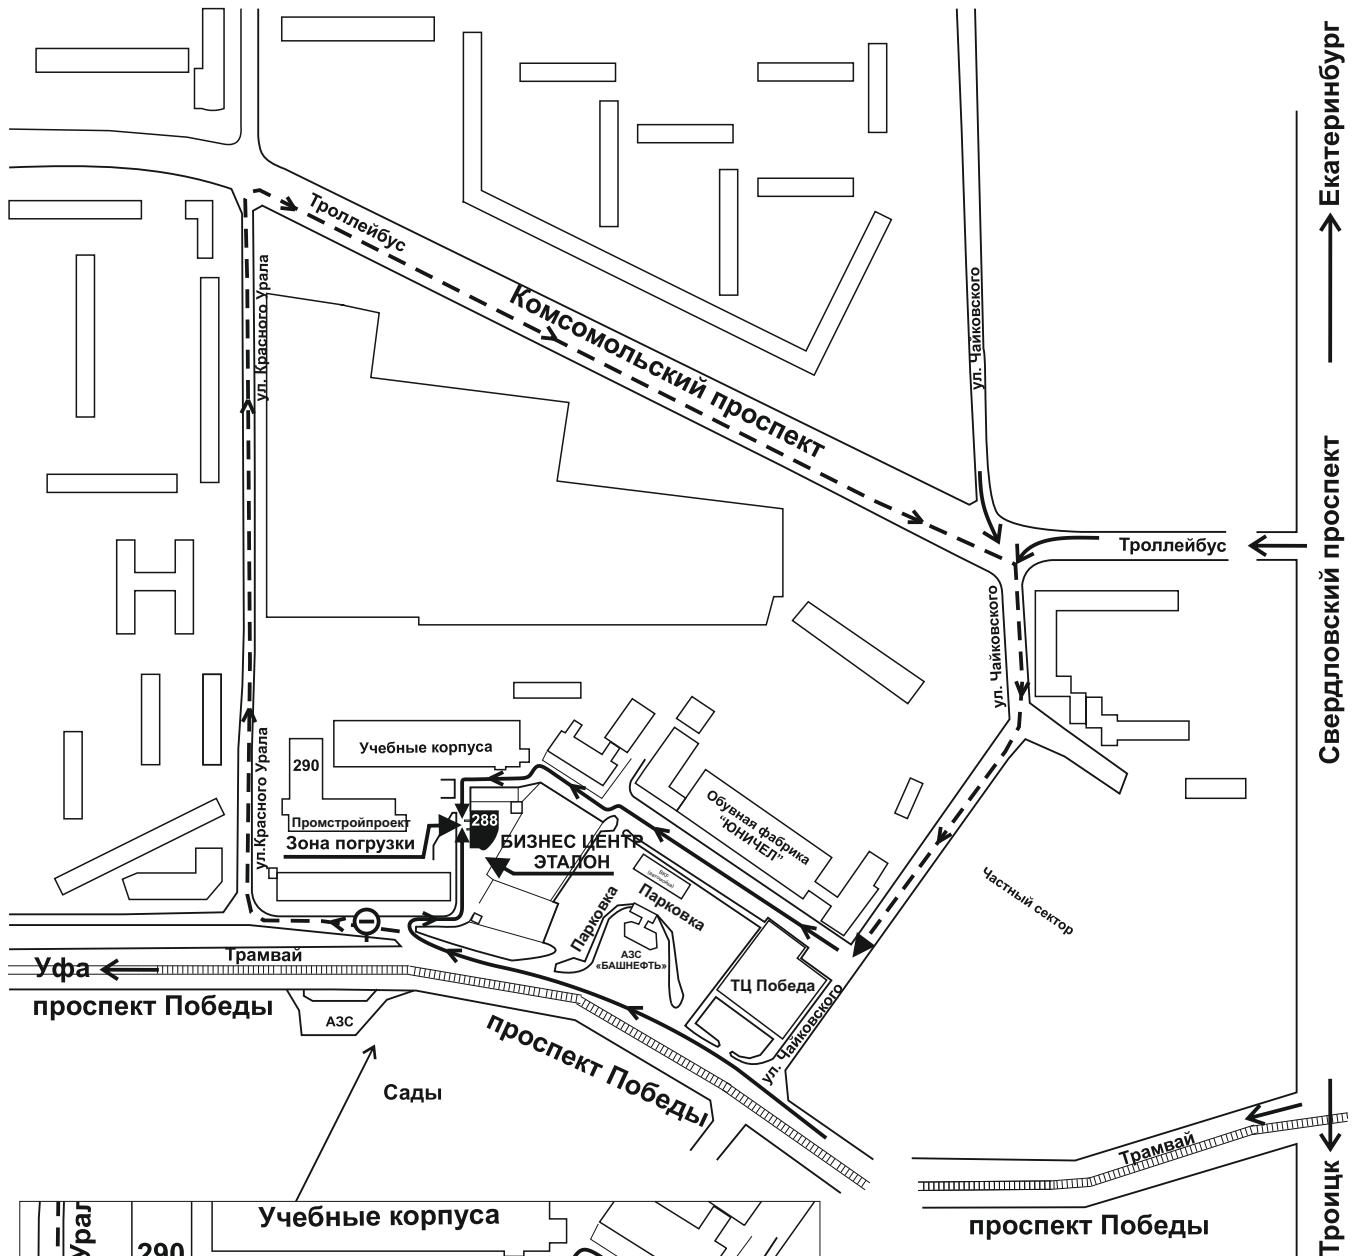 Екатеринбург
Троллейбус
ул. Красного Урала
Комсомольский проспект
ул. Чайковского
Свердловский проспект
Троллейбус
ул. Чайковского
Учебные корпуса
290
ул.Красного Урала
Промстройпроект
Зона погрузки
288
БИЗНЕС ЦЕНТР
ЭТАЛОН
Обувная фабрика
“ЮНИЧЕЛ”
Частный сектор
Парковка
Парковка
АЗС
«БАШНЕФТЬ»
ТЦ Победа
ул. Чайковского
Трамвай
Уфа
проспект Победы
АЗС
проспект Победы
Сады
Трамвай
проспект Победы
Троицк
Урал
290
Учебные корпуса